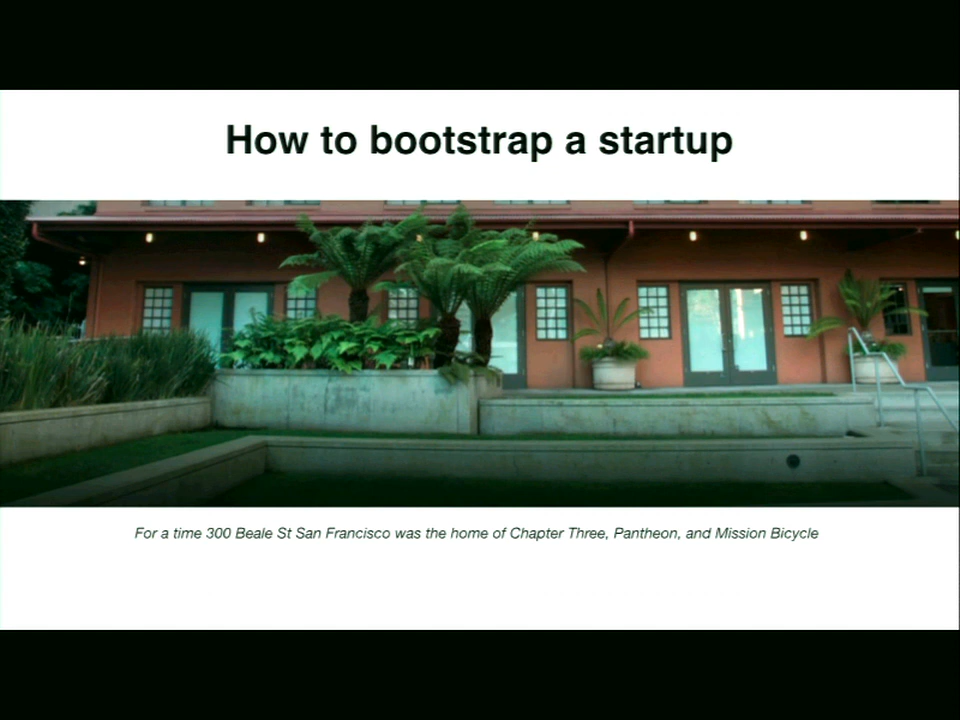 How to bootstrap a startup
For a time 300 Beale St San Francisco was the home of Chapter Three, Pantheon, and Mission Bicycle